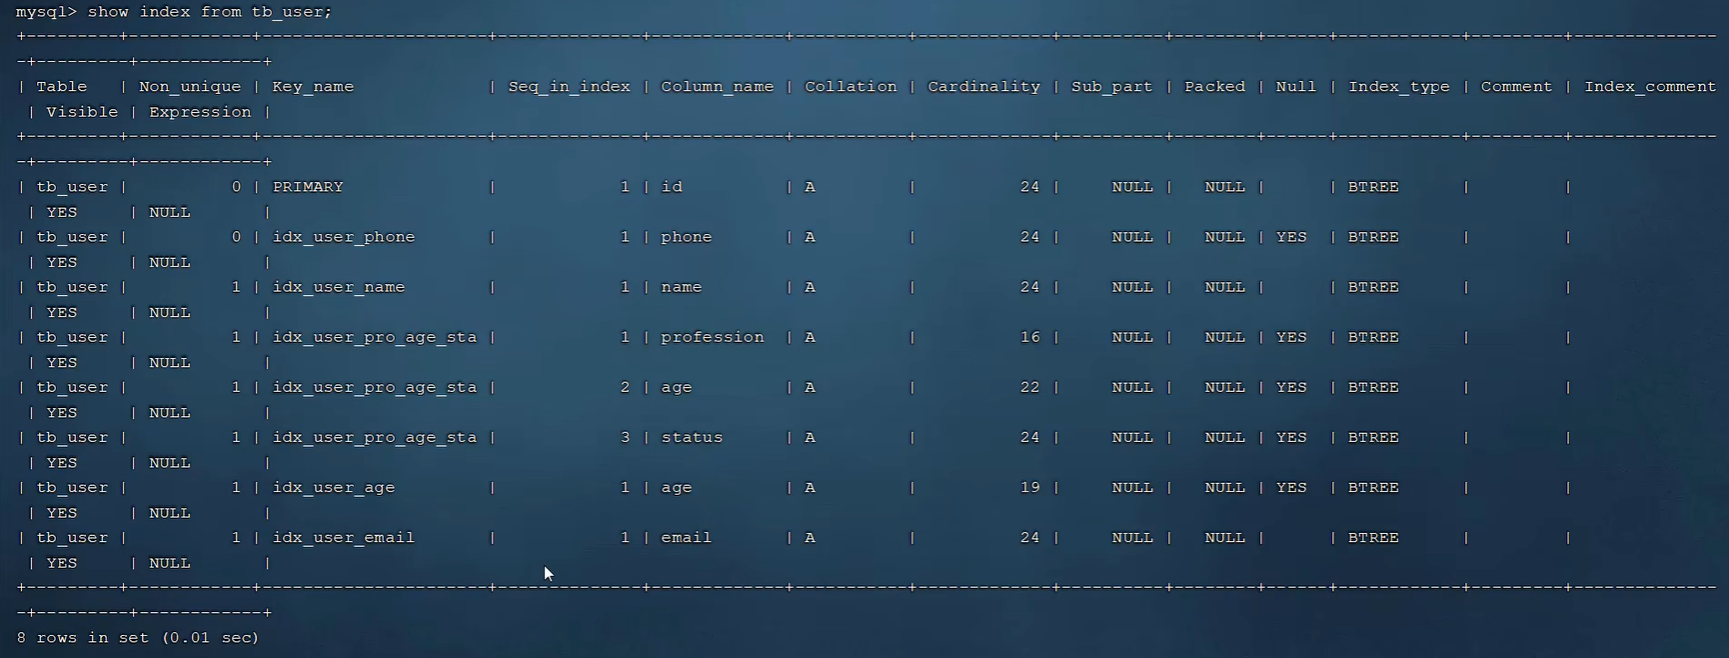 mysql> show index from tb_user;
+---------+------------+----------------------+--------------+-------------+-----------+-------------+----------+--------+------+------------+---------+--------------
-+---------+------------+
| Table   | Non_unique | Key_name             | Seq_in_index | Column_name | Collation | Cardinality | Sub_part | Packed | Null | Index_type | Comment | Index_comment
 | Visible | Expression |
+---------+------------+----------------------+--------------+-------------+-----------+-------------+----------+--------+------+------------+---------+--------------
-+---------+------------+
| tb_user |          0 | PRIMARY              |            1 | id          | A         |          24 |     NULL |   NULL |      | BTREE      |         |
 | YES     | NULL       |
| tb_user |          0 | idx_user_phone       |            1 | phone       | A         |          24 |     NULL |   NULL | YES  | BTREE      |         |
 | YES     | NULL       |
| tb_user |          1 | idx_user_name        |            1 | name        | A         |          24 |     NULL |   NULL |      | BTREE      |         |
 | YES     | NULL       |
| tb_user |          1 | idx_user_pro_age_sta |            1 | profession  | A         |          16 |     NULL |   NULL | YES  | BTREE      |         |
 | YES     | NULL       |
| tb_user |          1 | idx_user_pro_age_sta |            2 | age         | A         |          22 |     NULL |   NULL | YES  | BTREE      |         |
 | YES     | NULL       |
| tb_user |          1 | idx_user_pro_age_sta |            3 | status      | A         |          24 |     NULL |   NULL | YES  | BTREE      |         |
 | YES     | NULL       |
| tb_user |          1 | idx_user_age         |            1 | age         | A         |          19 |     NULL |   NULL | YES  | BTREE      |         |
 | YES     | NULL       |
| tb_user |          1 | idx_user_email       |            1 | email       | A         |          24 |     NULL |   NULL |      | BTREE      |         |
 | YES     | NULL       |
+---------+------------+----------------------+--------------+-------------+-----------+-------------+----------+--------+------+------------+---------+--------------
-+---------+------------+
8 rows in set (0.01 sec)